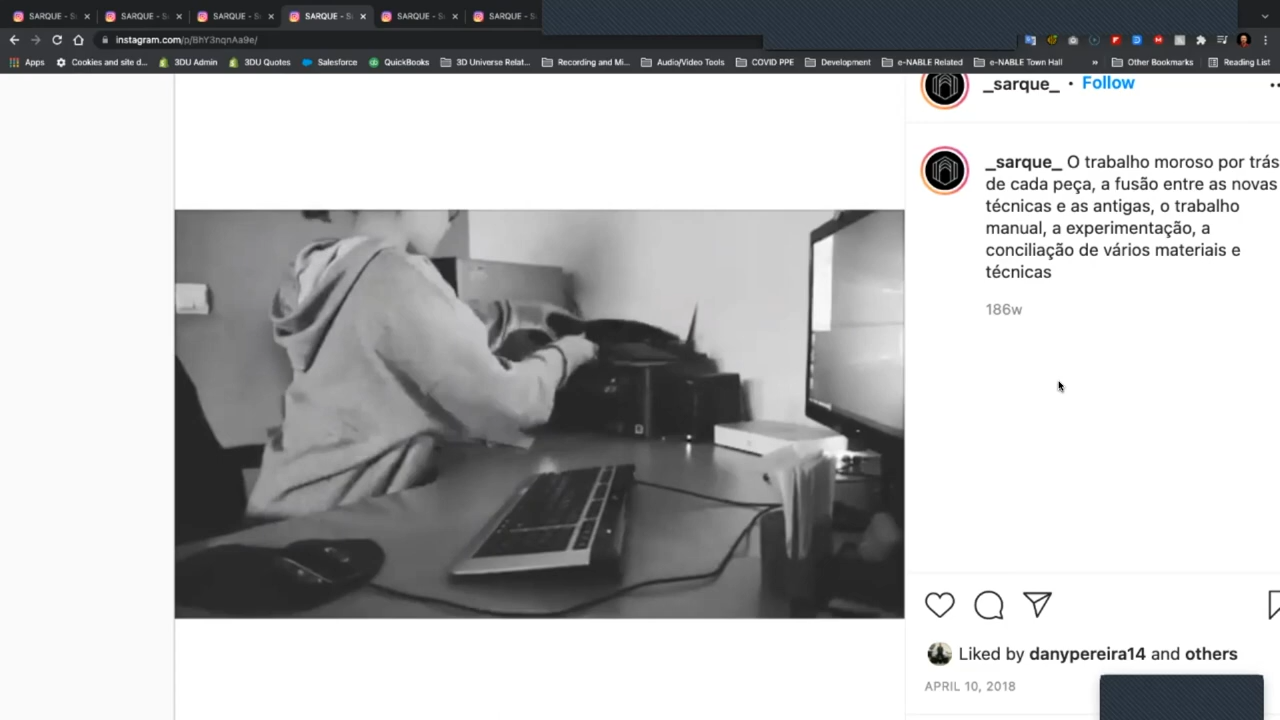 SARQUE - S
SARQUE - S
SARQUE - S
SARQUE - S
SARQUE - S
SARQUE - S
instagram.com/p/BhY3nqnAa9e/
Apps
Cookies and site d...
3DU Admin
3DU Quotes
Salesforce
QuickBooks
3D Universe Relat...
Recording and Mi...
Audio/Video Tools
COVID PPE
Development
e-NABLE Related
e-NABLE Town Hall
»
Other Bookmarks
Reading List
_sarque_ • Follow
_sarque_ O trabalho moroso por trás
de cada peça, a fusão entre as novas
técnicas e as antigas, o trabalho
manual, a experimentação, a
conciliação de vários materiais e
técnicas
186w
Liked by danypereira14 and others
APRIL 10, 2018